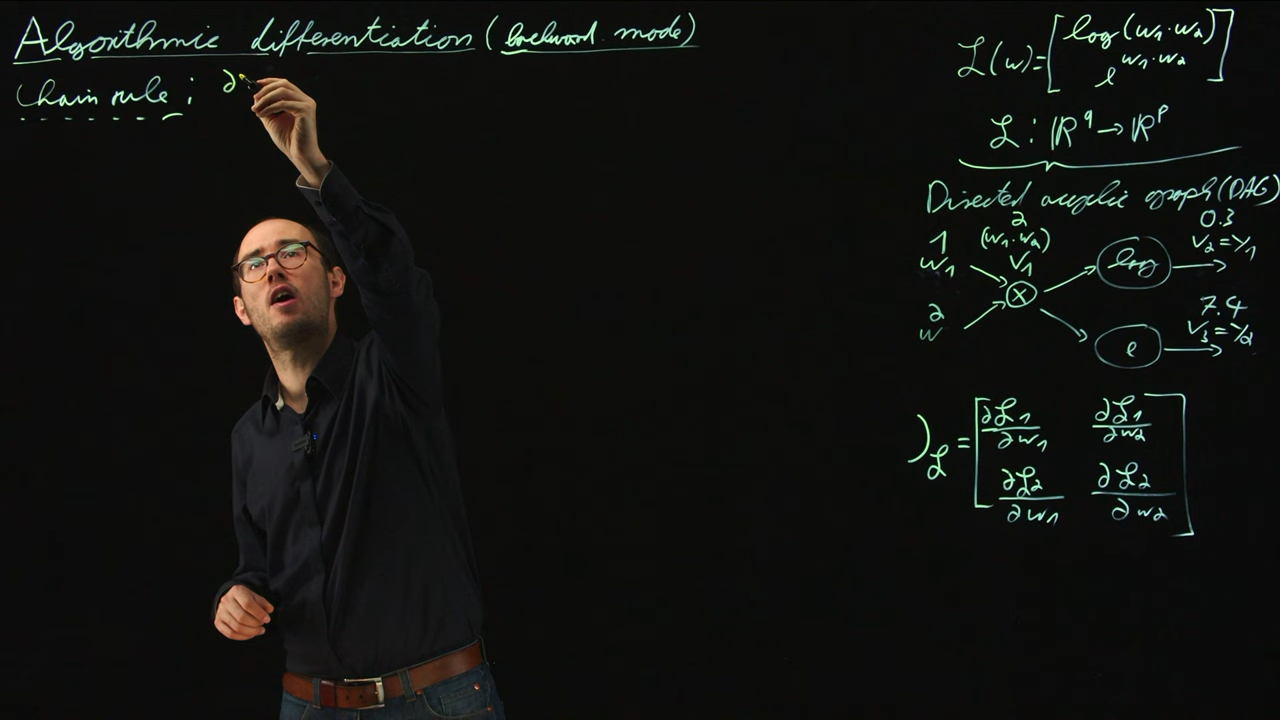 Algorithmic differentiation (backward mode)
Chain rule : ∂
L(w) = [ log(w1·w2)
e^(w1·w2) ]
L : ℝ^q → ℝ^p
Directed acyclic graph (DAG)
1 2 0.3
w1 (w1·w2) V1 log V2 = y1
×
2 7.4
w e V3 = y2
J_L = [ ∂L1/∂w1 ∂L1/∂w2
∂L2/∂w1 ∂L2/∂w2 ]